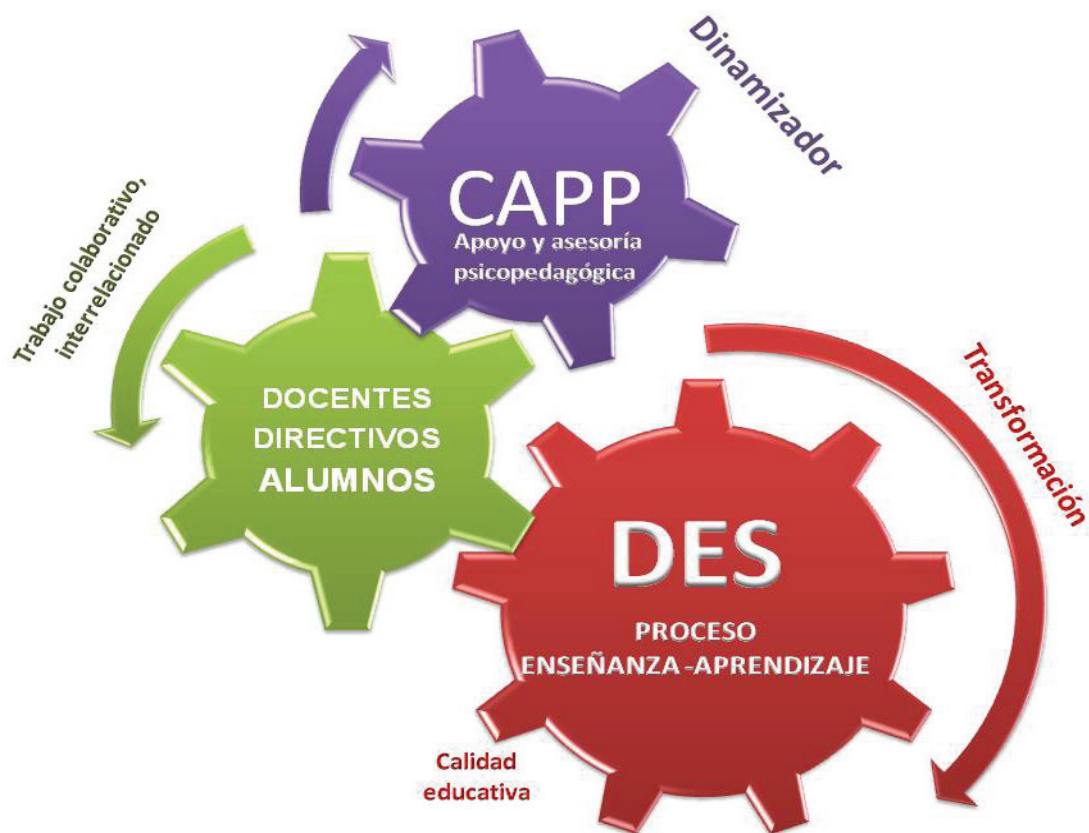 Dinamizador
CAPP
Apoyo y asesoría
psicopedagógica
Trabajo colaborativo,
interrelacionado
DOCENTES
DIRECTIVOS
ALUMNOS
Transformación
DES
PROCESO
ENSEÑANZA -APRENDIZAJE
Calidad
educativa